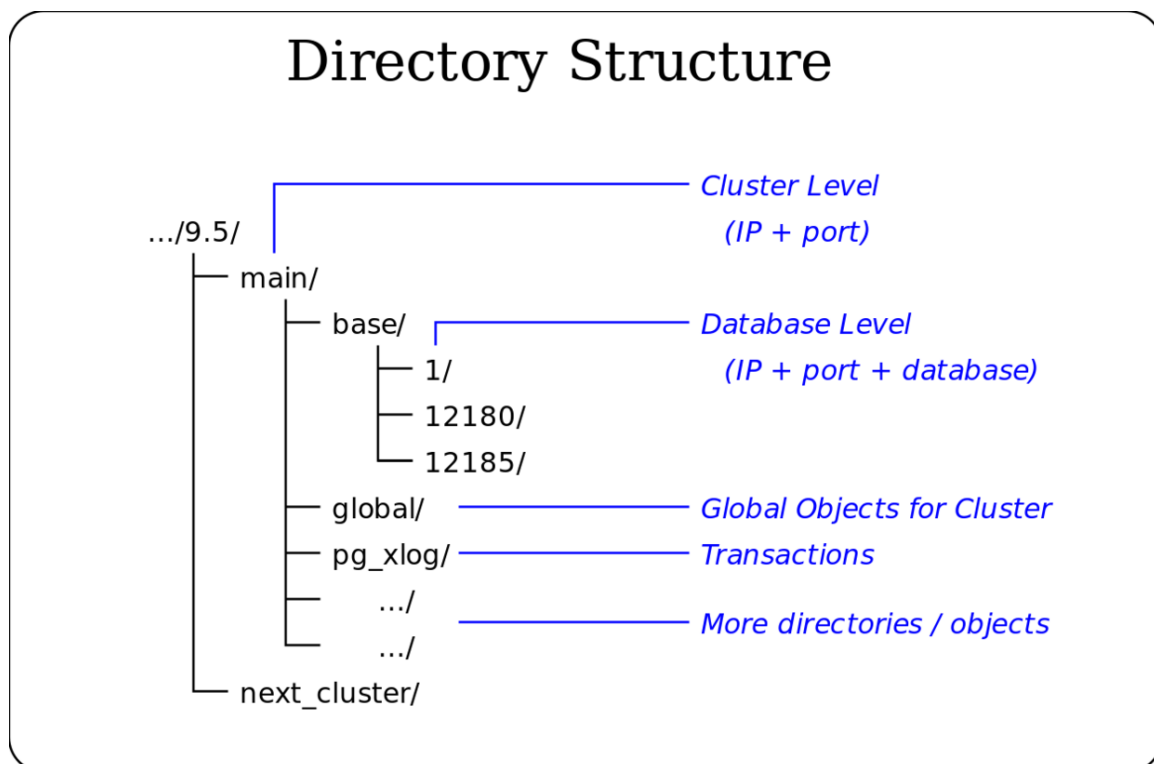 Directory Structure
Cluster Level
.../9.5/
(IP + port)
main/
base/
Database Level
1/
(IP + port + database)
12180/
12185/
global/
Global Objects for Cluster
pg_xlog/
Transactions
.../
More directories / objects
.../
next_cluster/